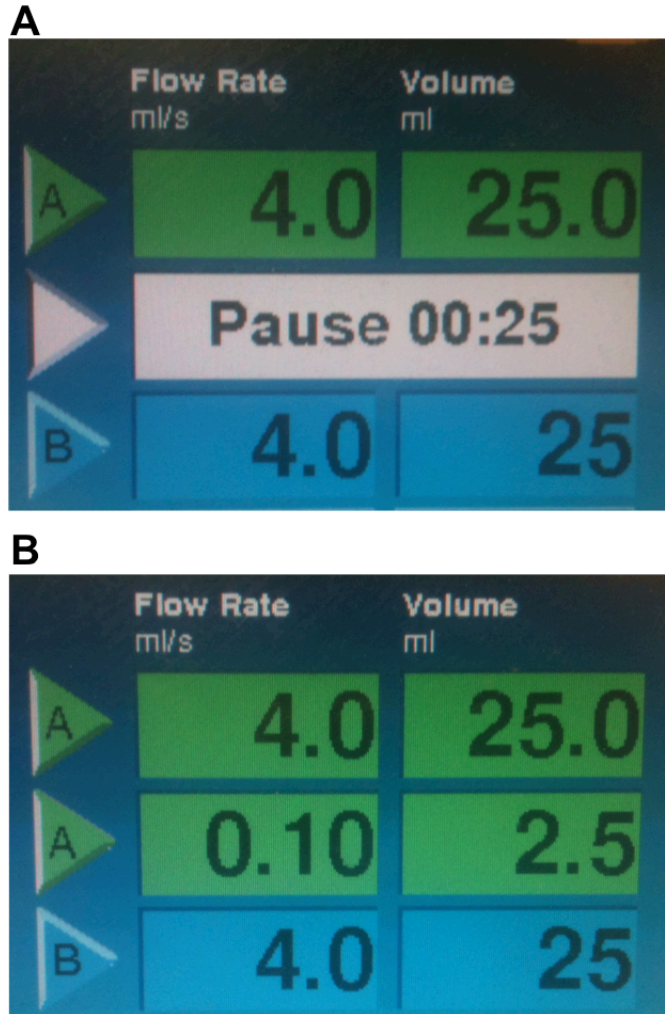 A
Flow Rate Volume
ml/s ml
A 4.0 25.0
Pause 00:25
B 4.0 25
B
Flow Rate Volume
ml/s ml
A 4.0 25.0
A 0.10 2.5
B 4.0 25